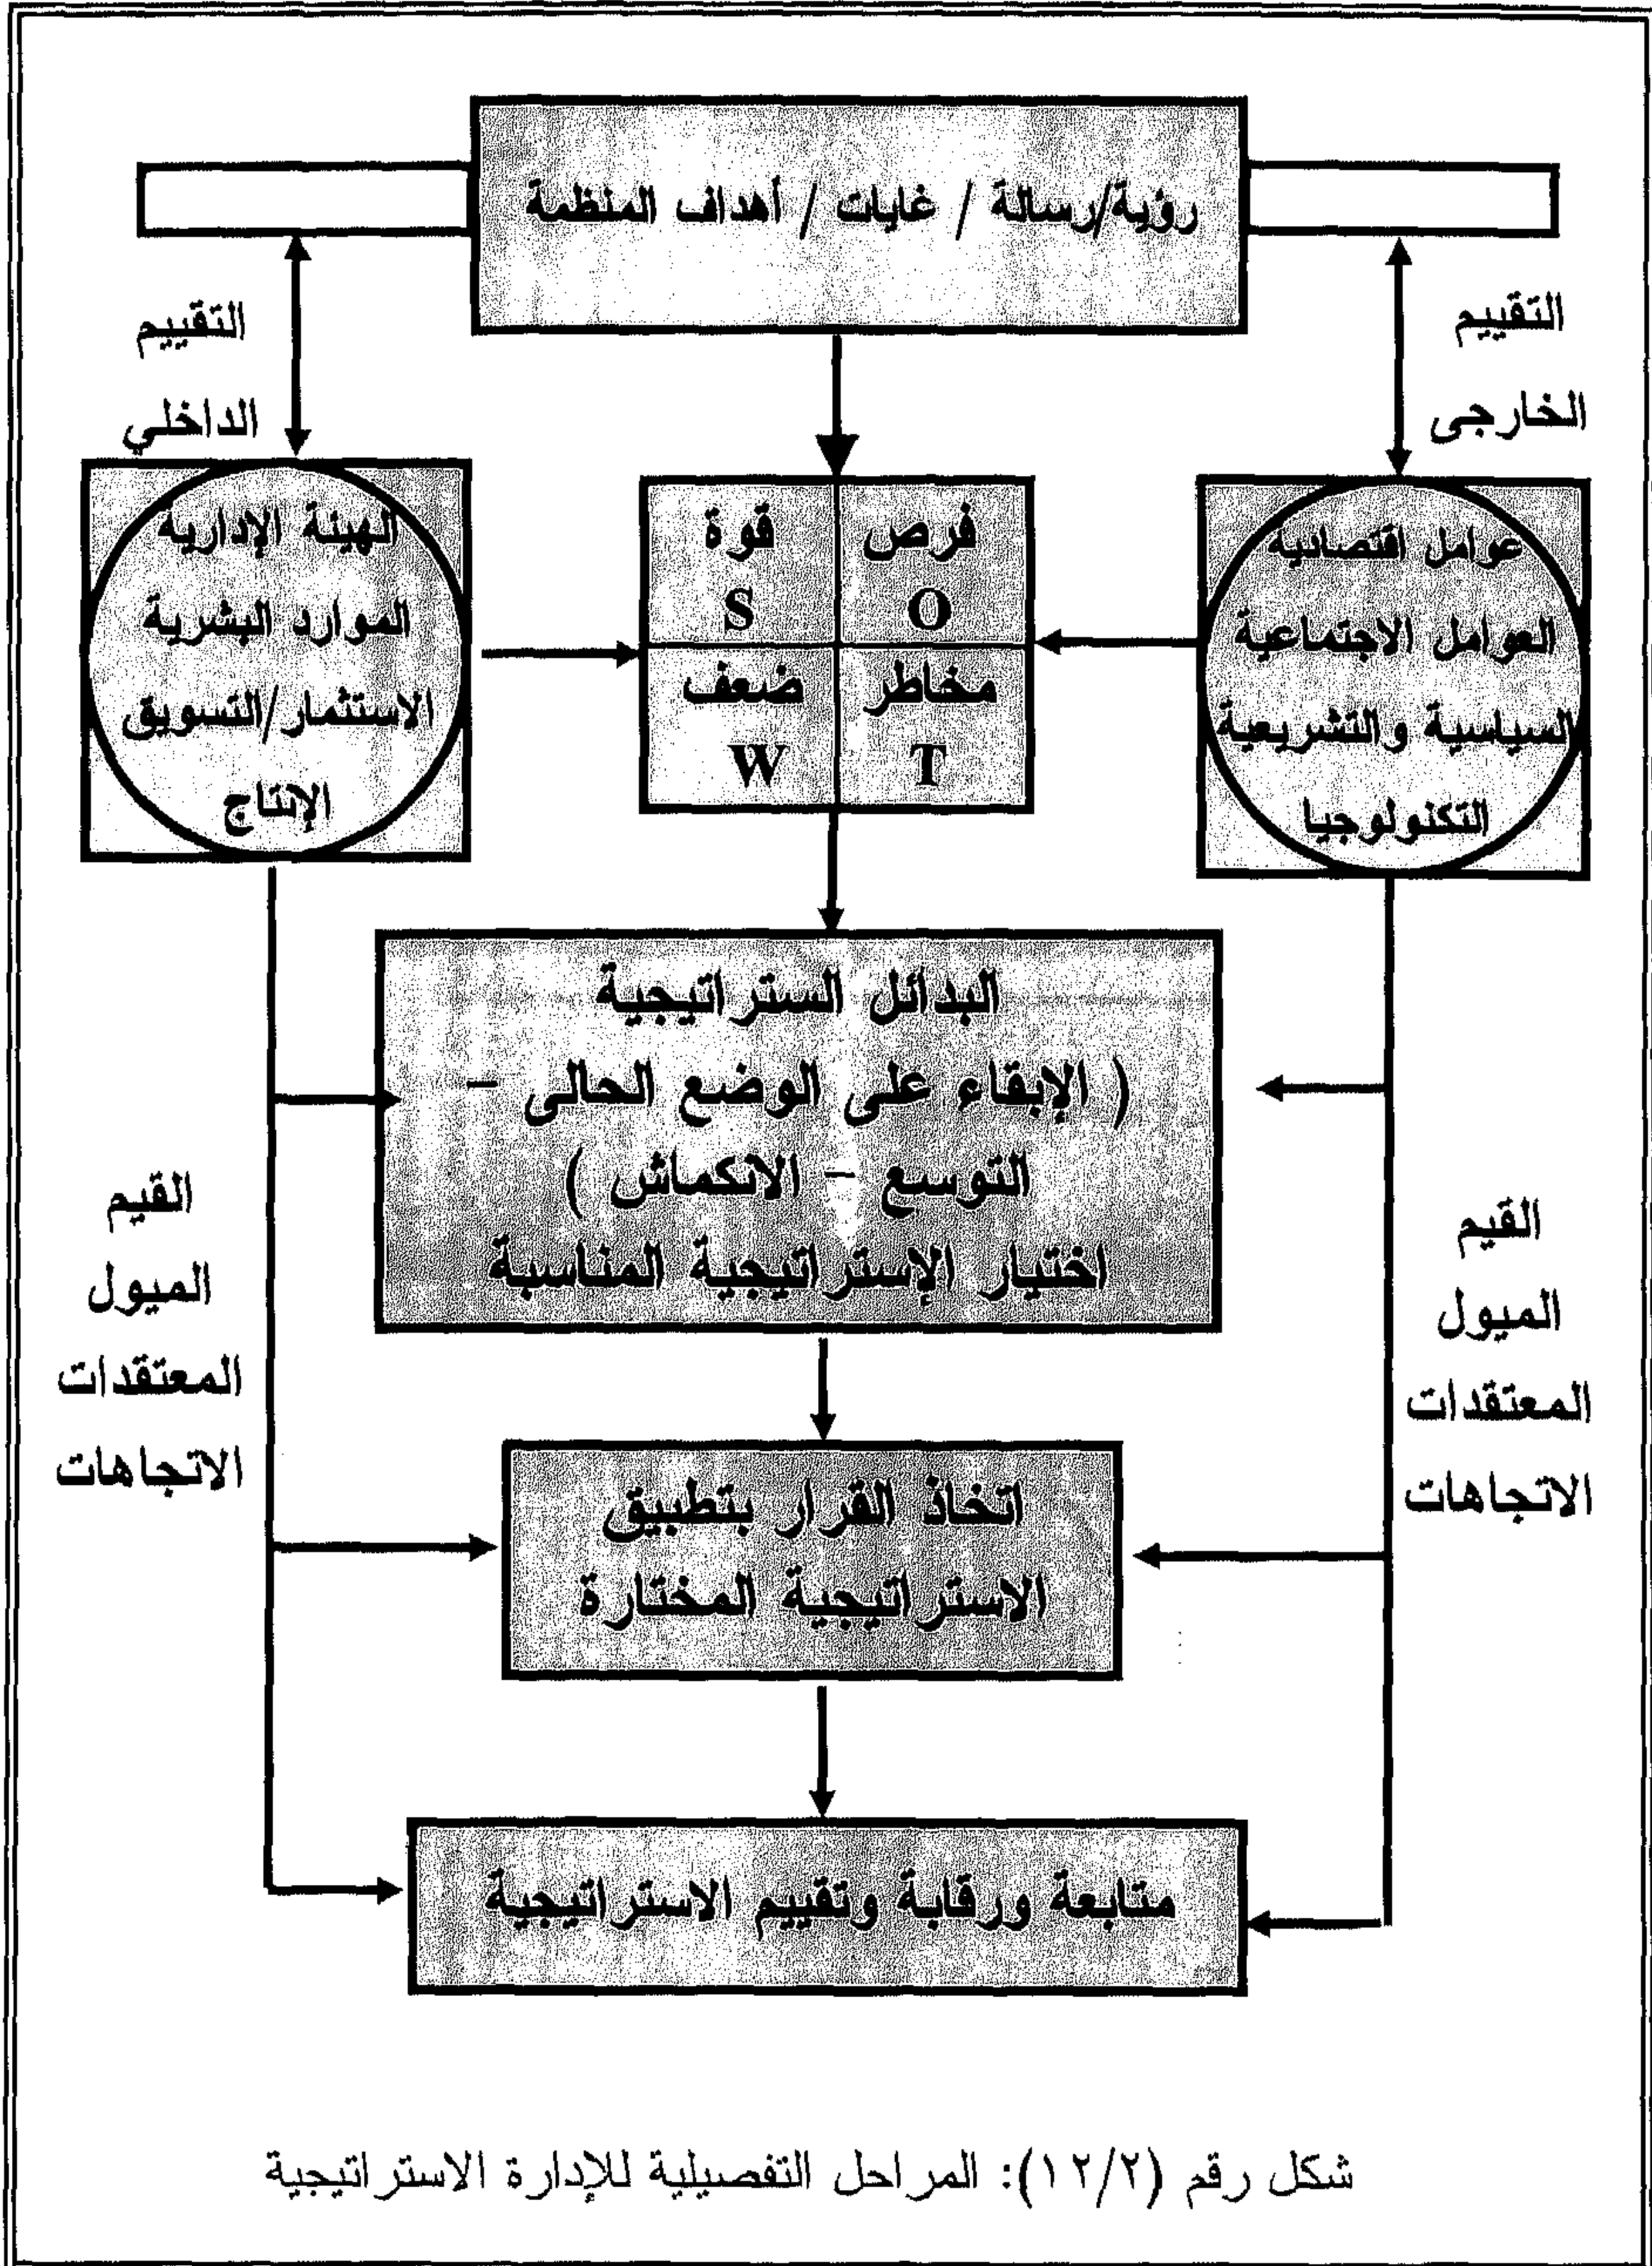 رؤية/رسالة / غايات / أهداف المنظمة
التقييم
الخارجى
التقييم
الداخلي
عوامل اقتصادية
العوامل الاجتماعية
السياسية والتشريعية
التكنولوجيا
فرص
O
قوة
S
مخاطر
T
ضعف
W
الهيئة الإدارية
الموارد البشرية
الاستثمار/التسويق
الإنتاج
البدائل الستراتيجية
( الإبقاء على الوضع الحالى –
التوسع – الانكماش )
اختيار الإستراتيجية المناسبة
القيم
الميول
المعتقدات
الاتجاهات
القيم
الميول
المعتقدات
الاتجاهات
اتخاذ القرار بتطبيق
الاستراتيجية المختارة
متابعة ورقابة وتقييم الاستراتيجية
شكل رقم (١٢/٢): المراحل التفصيلية للإدارة الاستراتيجية